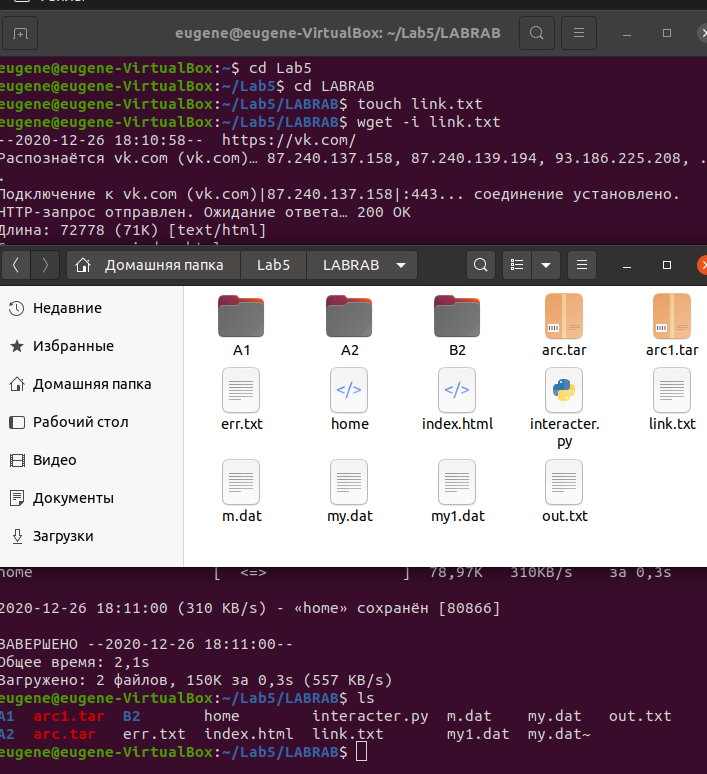 eugene@eugene-VirtualBox: ~/Lab5/LABRAB
eugene@eugene-VirtualBox:~$ cd Lab5
eugene@eugene-VirtualBox:~/Lab5$ cd LABRAB
eugene@eugene-VirtualBox:~/Lab5/LABRAB$ touch link.txt
eugene@eugene-VirtualBox:~/Lab5/LABRAB$ wget -i link.txt
--2020-12-26 18:10:58-- https://vk.com/
Распознаётся vk.com (vk.com)… 87.240.137.158, 87.240.139.194, 93.186.225.208, .
.
Подключение к vk.com (vk.com)|87.240.137.158|:443... соединение установлено.
HTTP-запрос отправлен. Ожидание ответа… 200 OK
Длина: 72778 (71K) [text/html]
Домашняя папка Lab5 LABRAB
Недавние
Избранные
Домашняя папка
Рабочий стол
Видео
Документы
Загрузки
A1 A2 B2 arc.tar arc1.tar
err.txt home index.html interacter.py link.txt
m.dat my.dat my1.dat out.txt
home [ <=> ] 78,97K 310KB/s за 0,3s
2020-12-26 18:11:00 (310 KB/s) - «home» сохранён [80866]
ЗАВЕРШЕНО --2020-12-26 18:11:00--
Общее время: 2,1s
Загружено: 2 файлов, 150K за 0,3s (557 KB/s)
eugene@eugene-VirtualBox:~/Lab5/LABRAB$ ls
A1 arc1.tar B2 home interacter.py m.dat my.dat out.txt
A2 arc.tar err.txt index.html link.txt my1.dat my.dat~
eugene@eugene-VirtualBox:~/Lab5/LABRAB$